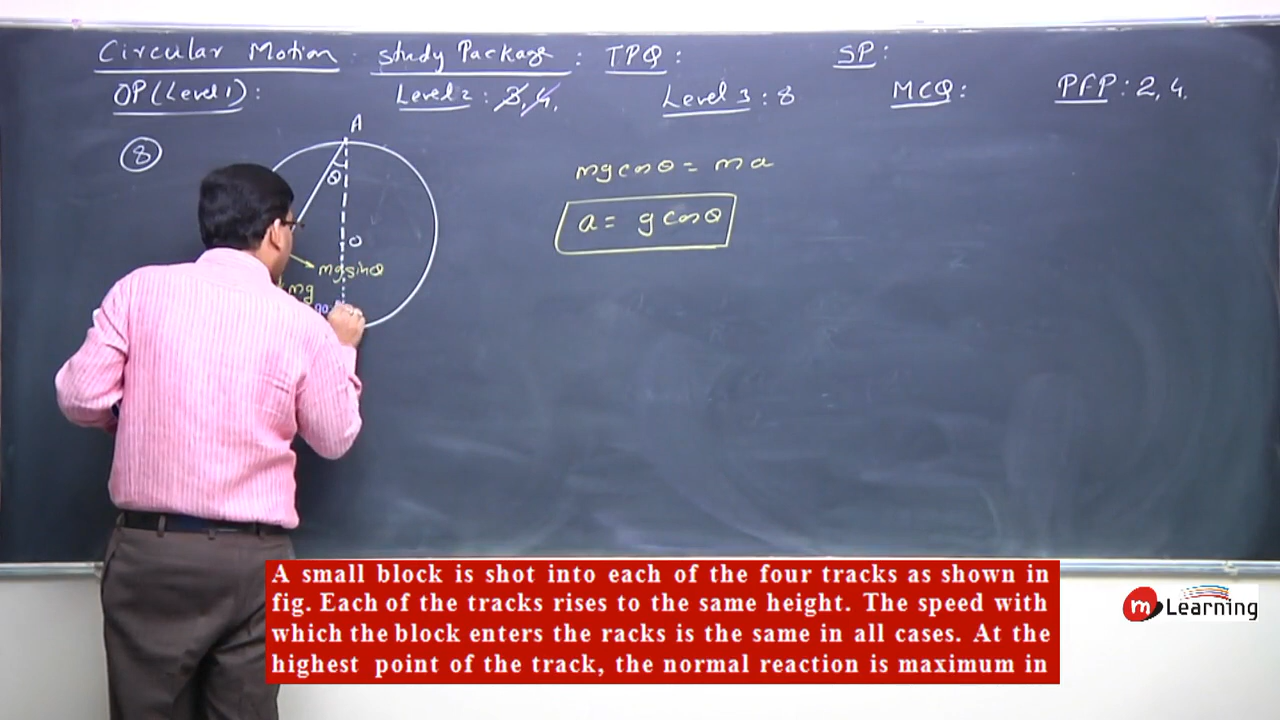 Circular Motion study Package : TPQ : SP :
OP (Level 1) : Level 2 : 3, 4, Level 3 : 8 MCQ : PFP : 2, 4.
8
A
θ
O
mg sinθ
mg
90
mg cosθ = ma
a = g cosθ
A small block is shot into each of the four tracks as shown in
fig. Each of the tracks rises to the same height. The speed with
which the block enters the racks is the same in all cases. At the
highest point of the track, the normal reaction is maximum in
m Learning